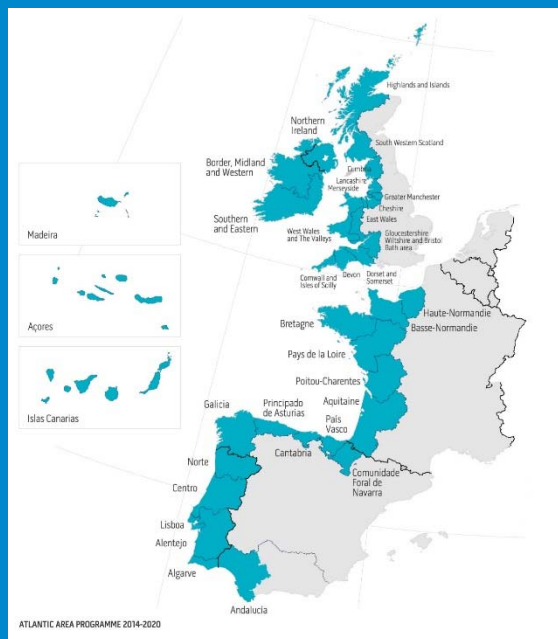 Highlands and Islands
Northern
Ireland
South Western Scotland
Border, Midland
and Western
Cumbria
Lancashire
Merseyside
Greater Manchester
Cheshire
East Wales
Southern
and Eastern
West Wales
and The Valleys
Gloucestershire
Wiltshire and Bristol/
Bath area
Cornwall and
Isles of Scilly
Devon
Dorset and
Somerset
Madeira
Açores
Islas Canarias
Haute-Normandie
Basse-Normandie
Bretagne
Pays de la Loire
Poitou-Charentes
Aquitaine
País
Vasco
Galicia
Principado
de Asturias
Cantabria
Comunidade
Foral de
Navarra
Norte
Centro
Lisboa
Alentejo
Algarve
Andalucía
ATLANTIC AREA PROGRAMME 2014-2020